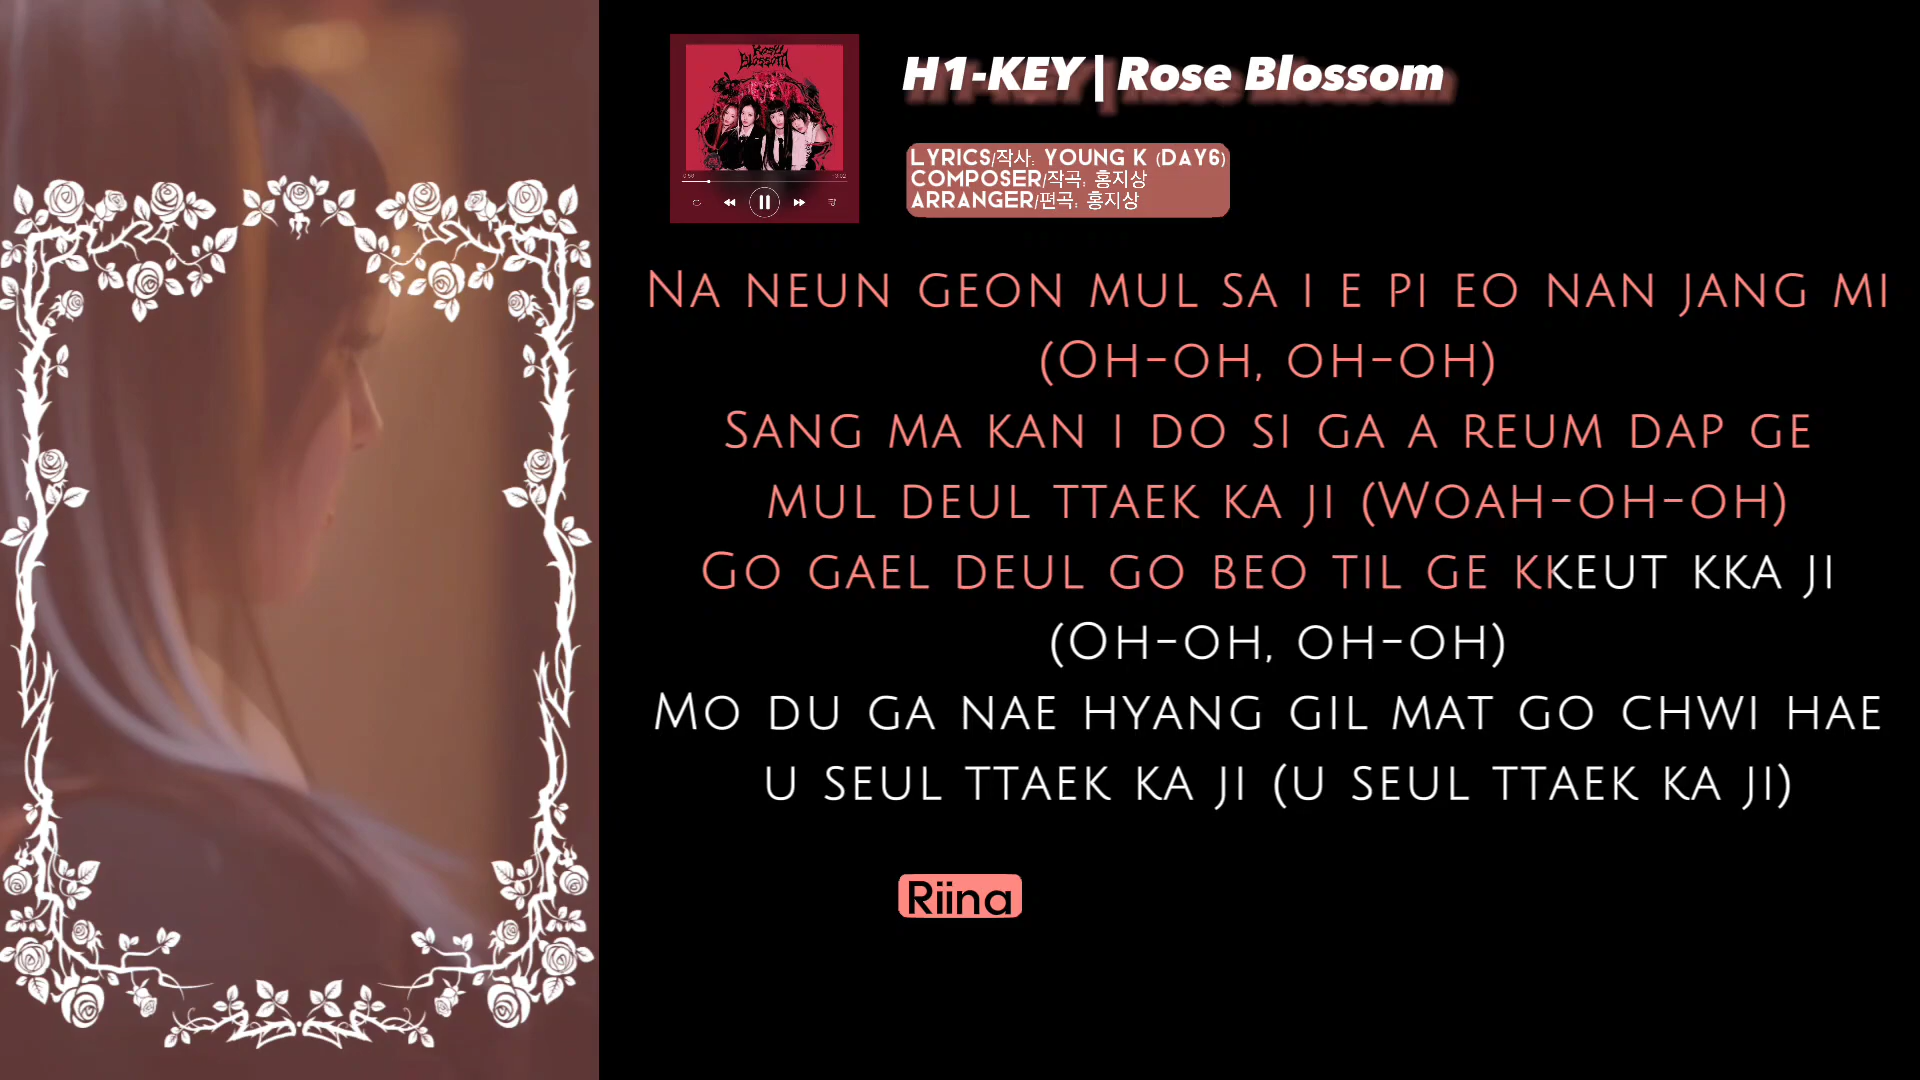 Rose Blossom
H1-KEY | Rose Blossom
LYRICS/작사: YOUNG K (DAY6)
COMPOSER/작곡: 홍지상
ARRANGER/편곡: 홍지상
NA NEUN GEON MUL SA I E PI EO NAN JANG MI
(OH-OH, OH-OH)
SANG MA KAN I DO SI GA A REUM DAP GE
MUL DEUL TTAEK KA JI (WOAH-OH-OH)
GO GAEL DEUL GO BEO TIL GE KKEUT KKA JI
(OH-OH, OH-OH)
MO DU GA NAE HYANG GIL MAT GO CHWI HAE
U SEUL TTAEK KA JI (U SEUL TTAEK KA JI)
Riina